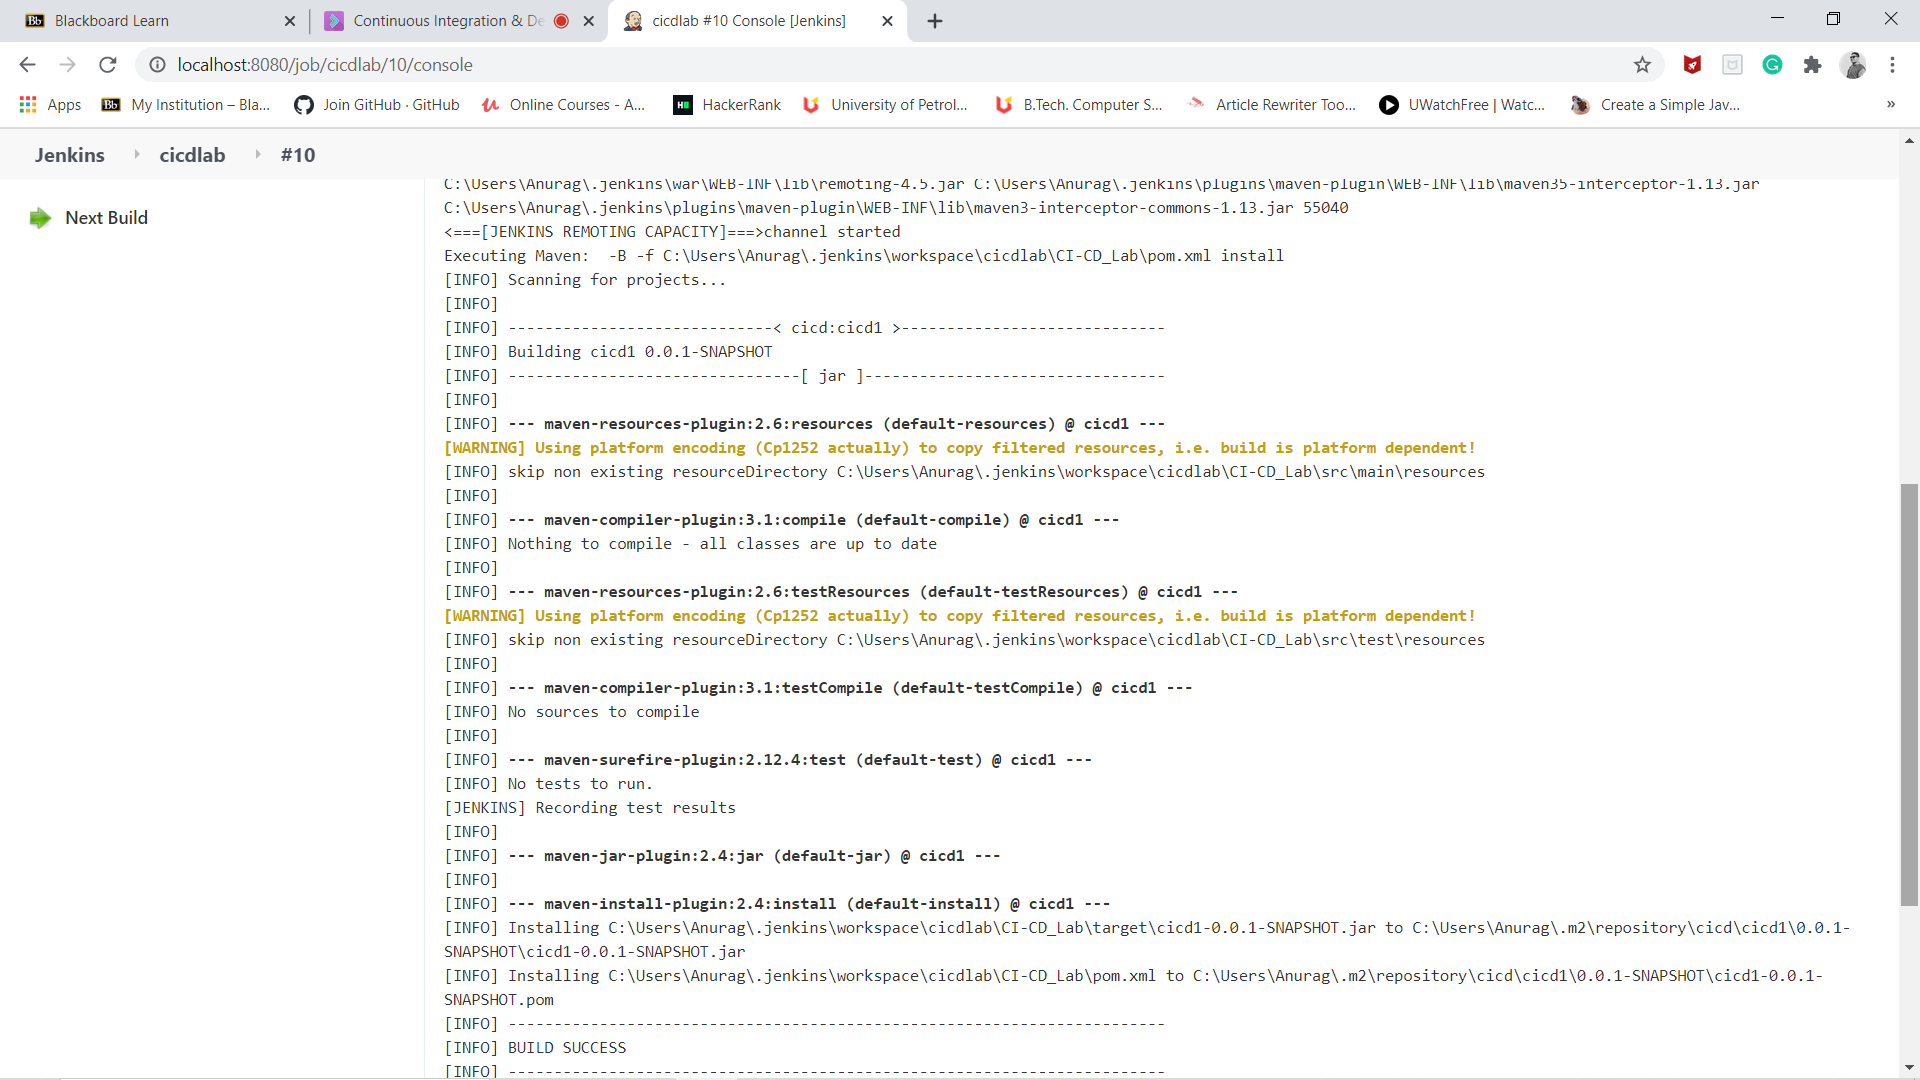 Blackboard Learn
Continuous Integration & De
cicdlab #10 Console [Jenkins]
localhost:8080/job/cicdlab/10/console
Apps
Bb
My Institution – Bla...
Join GitHub · GitHub
Online Courses - A...
HackerRank
University of Petrol...
B.Tech. Computer S...
Article Rewriter Too...
UWatchFree | Watc...
Create a Simple Jav...
»
Jenkins
cicdlab
#10
Next Build
C:\Users\Anurag\.jenkins\war\WEB-INF\lib\remoting-4.5.jar C:\Users\Anurag\.jenkins\plugins\maven-plugin\WEB-INF\lib\maven35-interceptor-1.13.jar
C:\Users\Anurag\.jenkins\plugins\maven-plugin\WEB-INF\lib\maven3-interceptor-commons-1.13.jar 55040
<===[JENKINS REMOTING CAPACITY]===>channel started
Executing Maven:  -B -f C:\Users\Anurag\.jenkins\workspace\cicdlab\CI-CD_Lab\pom.xml install
[INFO] Scanning for projects...
[INFO]
[INFO] -----------------------------< cicd:cicd1 >-----------------------------
[INFO] Building cicd1 0.0.1-SNAPSHOT
[INFO] --------------------------------[ jar ]---------------------------------
[INFO]
[INFO] --- maven-resources-plugin:2.6:resources (default-resources) @ cicd1 ---
[WARNING] Using platform encoding (Cp1252 actually) to copy filtered resources, i.e. build is platform dependent!
[INFO] skip non existing resourceDirectory C:\Users\Anurag\.jenkins\workspace\cicdlab\CI-CD_Lab\src\main\resources
[INFO]
[INFO] --- maven-compiler-plugin:3.1:compile (default-compile) @ cicd1 ---
[INFO] Nothing to compile - all classes are up to date
[INFO]
[INFO] --- maven-resources-plugin:2.6:testResources (default-testResources) @ cicd1 ---
[WARNING] Using platform encoding (Cp1252 actually) to copy filtered resources, i.e. build is platform dependent!
[INFO] skip non existing resourceDirectory C:\Users\Anurag\.jenkins\workspace\cicdlab\CI-CD_Lab\src\test\resources
[INFO]
[INFO] --- maven-compiler-plugin:3.1:testCompile (default-testCompile) @ cicd1 ---
[INFO] No sources to compile
[INFO]
[INFO] --- maven-surefire-plugin:2.12.4:test (default-test) @ cicd1 ---
[INFO] No tests to run.
[JENKINS] Recording test results
[INFO]
[INFO] --- maven-jar-plugin:2.4:jar (default-jar) @ cicd1 ---
[INFO]
[INFO] --- maven-install-plugin:2.4:install (default-install) @ cicd1 ---
[INFO] Installing C:\Users\Anurag\.jenkins\workspace\cicdlab\CI-CD_Lab\target\cicd1-0.0.1-SNAPSHOT.jar to C:\Users\Anurag\.m2\repository\cicd\cicd1\0.0.1-
SNAPSHOT\cicd1-0.0.1-SNAPSHOT.jar
[INFO] Installing C:\Users\Anurag\.jenkins\workspace\cicdlab\CI-CD_Lab\pom.xml to C:\Users\Anurag\.m2\repository\cicd\cicd1\0.0.1-SNAPSHOT\cicd1-0.0.1-
SNAPSHOT.pom
[INFO] ------------------------------------------------------------------------
[INFO] BUILD SUCCESS
[INFO] ------------------------------------------------------------------------